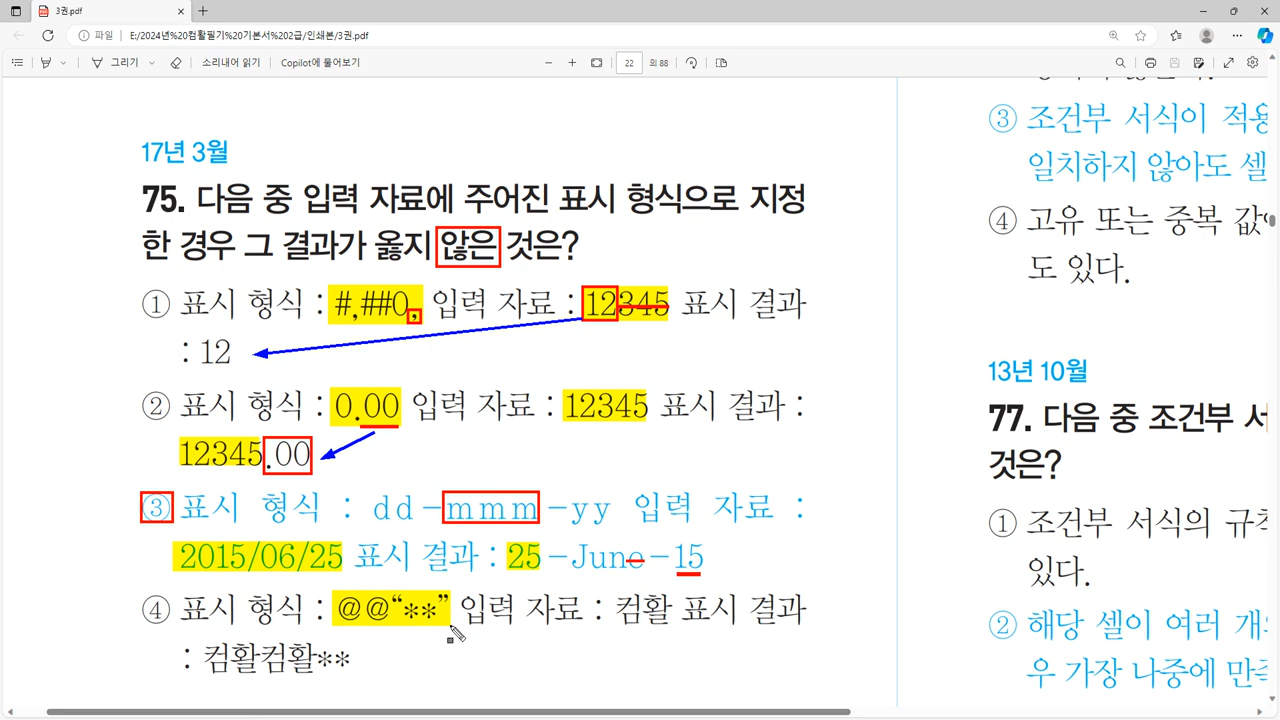 3권.pdf
파일 E:/2024년%20컴활필기%20기본서%202급/인쇄본/3권.pdf
그리기 소리내어 읽기 Copilot에 물어보기 22 의 88
17년 3월
75. 다음 중 입력 자료에 주어진 표시 형식으로 지정
한 경우 그 결과가 옳지 않은 것은?
① 표시 형식 : #,##0, 입력 자료 : 12345 표시 결과
: 12
② 표시 형식 : 0.00 입력 자료 : 12345 표시 결과 :
12345.00
③ 표시 형식 : dd-mmm-yy 입력 자료 :
2015/06/25 표시 결과 : 25-June-15
④ 표시 형식 : @@“**” 입력 자료 : 컴활 표시 결과
: 컴활컴활**
③ 조건부 서식이 적용
일치하지 않아도 셀
④ 고유 또는 중복 값
도 있다.
13년 10월
77. 다음 중 조건부 서
것은?
① 조건부 서식의 규칙
있다.
② 해당 셀이 여러 개
우 가장 나중에 만족